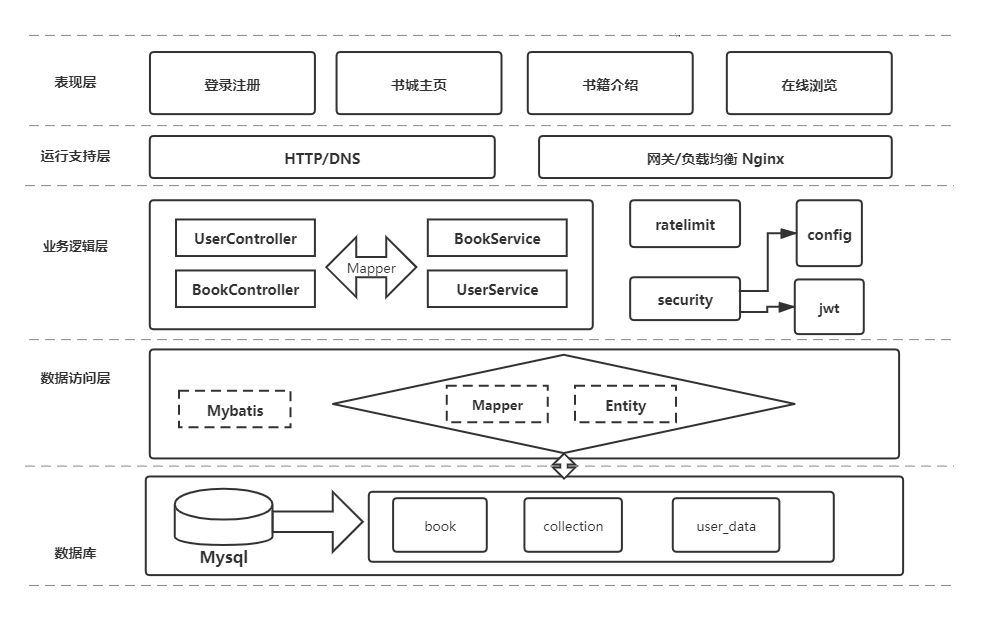 表现层
登录注册
书城主页
书籍介绍
在线浏览
运行支持层
HTTP/DNS
网关/负载均衡 Nginx
业务逻辑层
UserController
BookController
Mapper
BookService
UserService
ratelimit
security
config
jwt
数据访问层
Mybatis
Mapper
Entity
数据库
Mysql
book
collection
user_data